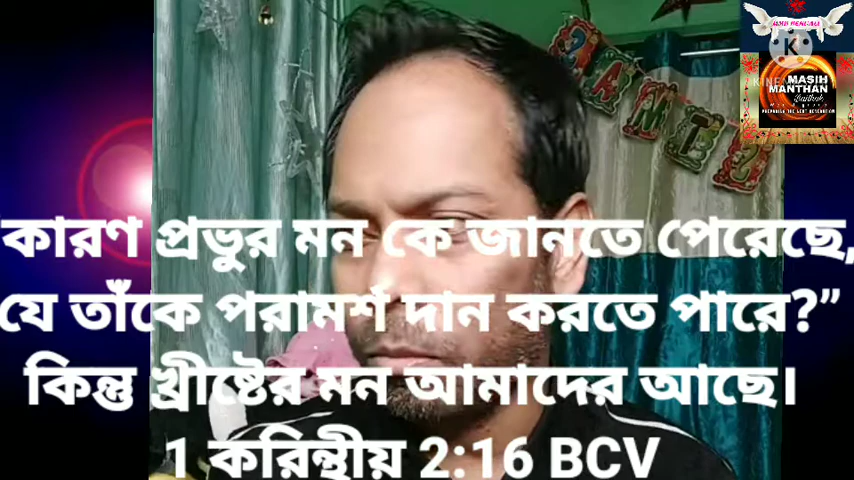 কারণ প্রভুর মন কে জানতে পেরেছে,
যে তাঁকে পরামর্শ দান করতে পারে?”
কিন্তু খ্রীষ্টের মন আমাদের আছে।
1 করিন্থীয় 2:16 BCV
K
MASIH
MANTHAN